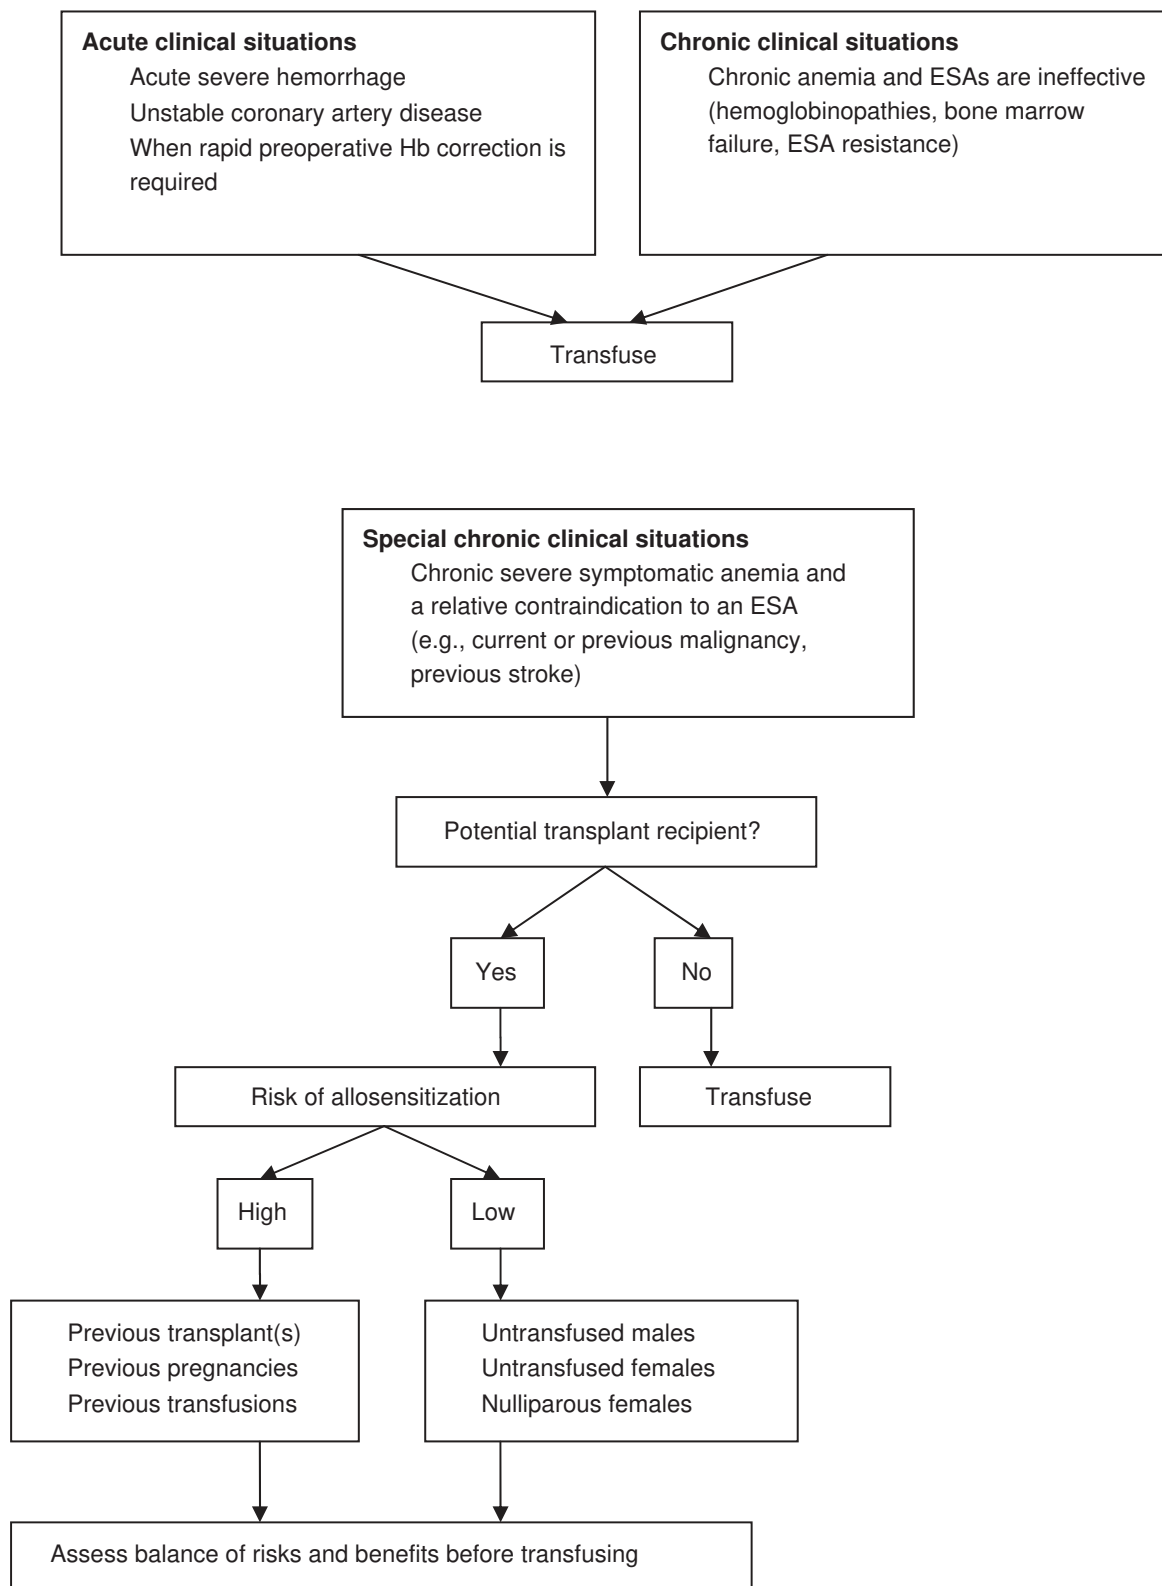 Acute clinical situations
Acute severe hemorrhage
Unstable coronary artery disease
When rapid preoperative Hb correction is
required
Chronic clinical situations
Chronic anemia and ESAs are ineffective
(hemoglobinopathies, bone marrow
failure, ESA resistance)
Transfuse
Special chronic clinical situations
Chronic severe symptomatic anemia and
a relative contraindication to an ESA
(e.g., current or previous malignancy,
previous stroke)
Potential transplant recipient?
Yes
No
Risk of allosensitization
Transfuse
High
Low
Previous transplant(s)
Previous pregnancies
Previous transfusions
Untransfused males
Untransfused females
Nulliparous females
Assess balance of risks and benefits before transfusing